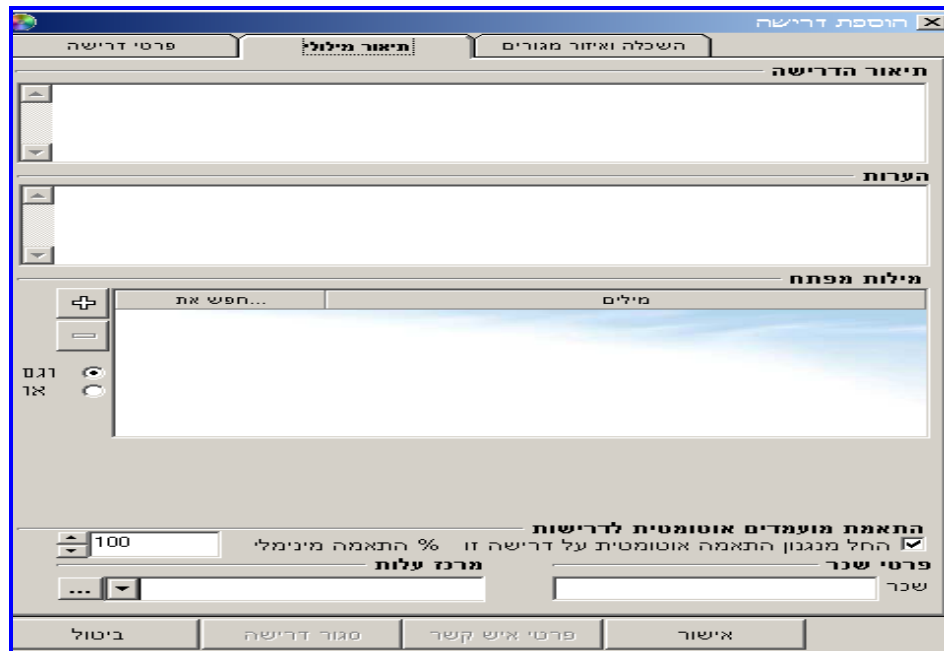 הוספת דרישה
פרטי דרישה תיאור מילולי השכלה ואיזור מגורים
תיאור הדרישה
הערות
מילות מפתח
חפש את... מילים
וגם
או
התאמת מועמדים אוטומטית לדרישות
החל מנגנון התאמה אוטומטית על דרישה זו % התאמה מינימלי 100
פרטי שכר מרכז עלות
שכר ...
אישור פרטי איש קשר סגור דרישה ביטול